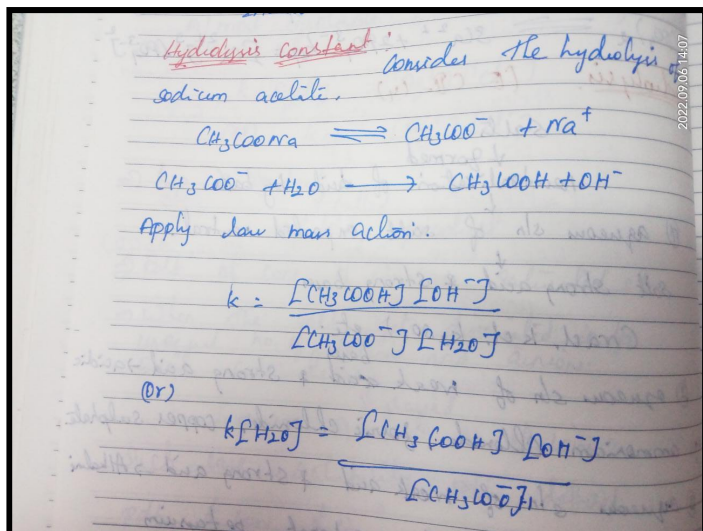 Hydrolysis constant :
Consider the hydrolysis of
sodium acetate.
CH3COONa ⇌ CH3COO⁻ + Na⁺
CH3COO⁻ + H2O ⟶ CH3COOH + OH⁻
Apply law mass action.
k = [CH3COOH] [OH⁻]
[CH3COO⁻] [H2O]
(Or)
k[H2O] = [CH3COOH] [OH⁻]
[CH3COO⁻]
2022.09.06 14:07